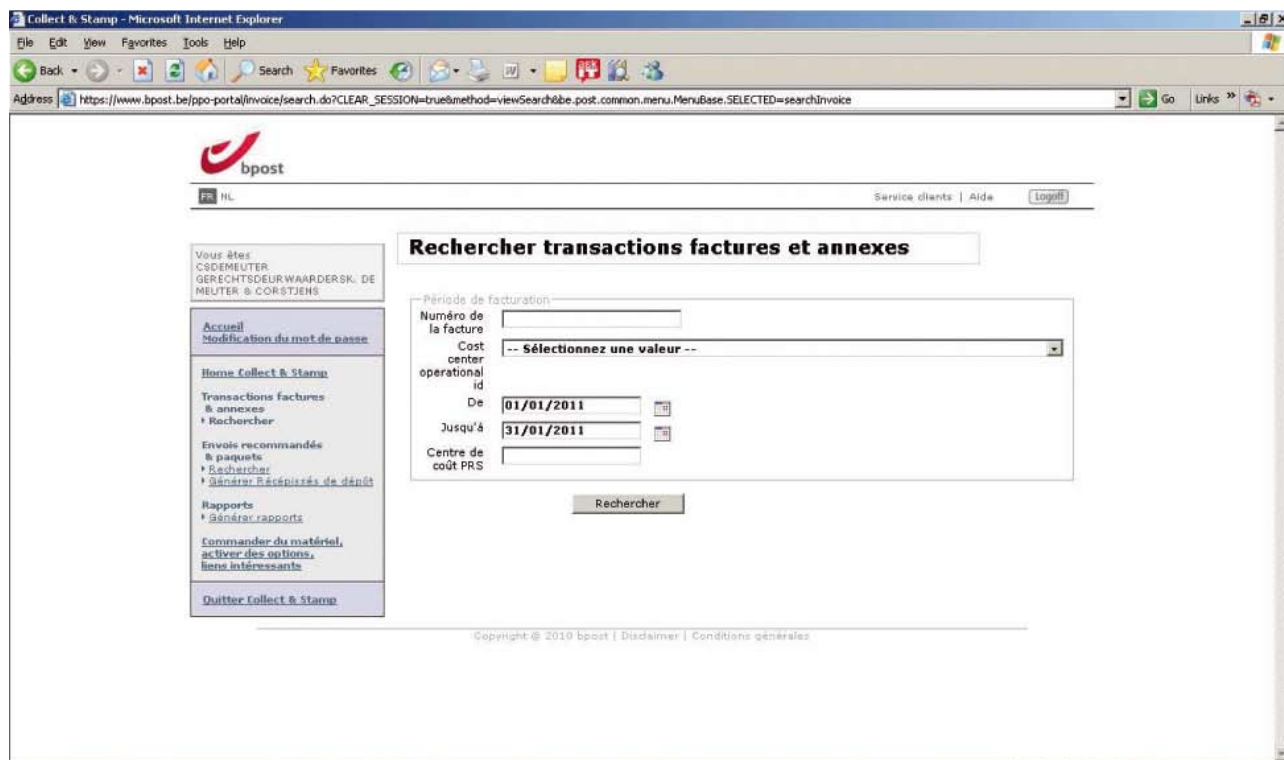 Collect & Stamp - Microsoft Internet Explorer
File Edit View Favorites Tools Help
Back Search Favorites
Address https://www.bpost.be/ppo-portal/invoice/search.do?CLEAR_SESSION=true&method=viewSearch&be.post.common.menu.MenuBase.SELECTED=searchInvoice Go Links »
bpost
FR NL Service clients | Aide Logoff
Vous êtes
CSDEMEUTER
GERECHTSDEURWAARDERSK. DE
MEUTER & CORSTJENS
Accueil
Modification du mot de passe
Home Collect & Stamp
Transactions factures
& annexes
Rechercher
Envois recommandés
& paquets
Rechercher
Générer Récépissés de dépôt
Rapports
Générer rapports
Commander du matériel,
activer des options,
liens intéressants
Quitter Collect & Stamp
Rechercher transactions factures et annexes
Période de facturation
Numéro de
la facture
Cost
center
operational
id
-- Sélectionnez une valeur --
De 01/01/2011
Jusqu'à 31/01/2011
Centre de
coût PRS
Rechercher
Copyright @ 2010 bpost | Disclaimer | Conditions générales